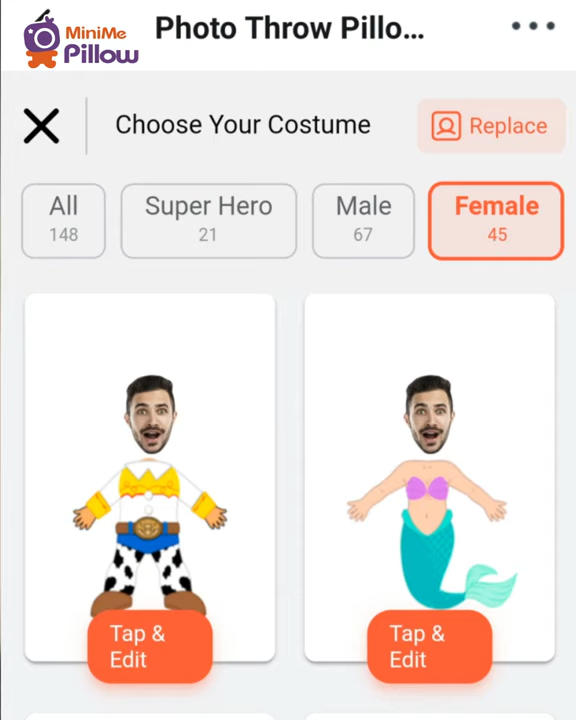 MiniMe
Pillow
Photo Throw Pillo...
Choose Your Costume
Replace
All
148
Super Hero
21
Male
67
Female
45
Tap &
Edit
Tap &
Edit